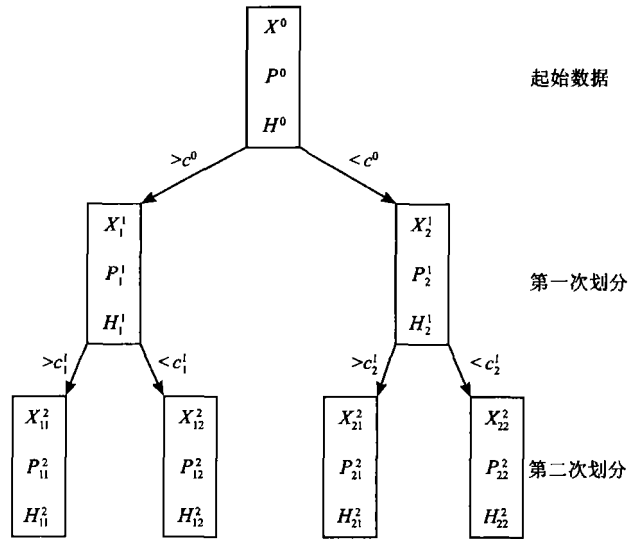 X⁰
P⁰
H⁰
起始数据
>c⁰ <c⁰
X₁¹ X₂¹
P₁¹ P₂¹
第一次划分
H₁¹ H₂¹
>c₁¹ <c₁¹ >c₂¹ <c₂¹
X₁₁² X₁₂² X₂₁² X₂₂²
P₁₁² P₁₂² P₂₁² P₂₂² 第二次划分
H₁₁² H₁₂² H₂₁² H₂₂²